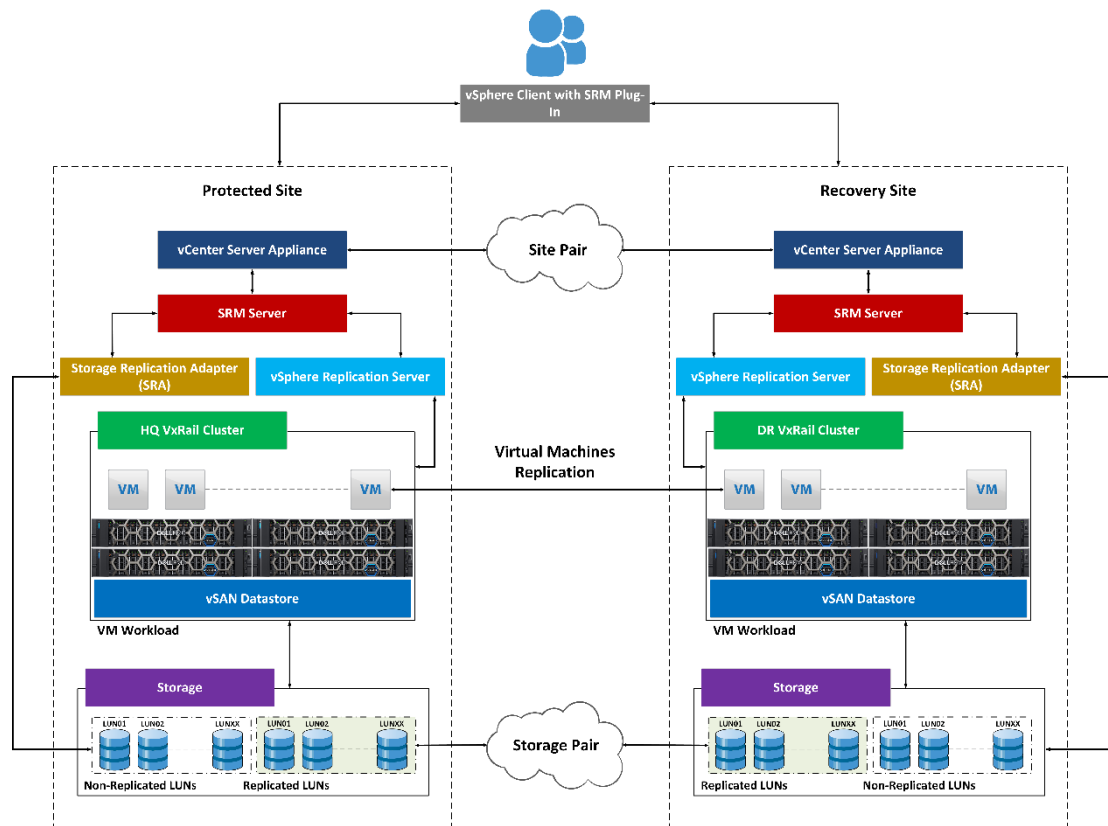 vSphere Client with SRM Plug-
In
Protected Site
Recovery Site
vCenter Server Appliance
Site Pair
vCenter Server Appliance
SRM Server
SRM Server
Storage Replication Adapter
(SRA)
vSphere Replication Server
vSphere Replication Server
Storage Replication Adapter
(SRA)
HQ VxRail Cluster
DR VxRail Cluster
Virtual Machines
Replication
VM
VM
VM
VM
VM
VM
vSAN Datastore
vSAN Datastore
VM Workload
VM Workload
Storage
Storage
LUN01
LUN02
LUNXX
LUN01
LUN02
LUNXX
Storage Pair
LUN01
LUN02
LUNXX
LUN01
LUN02
LUNXX
Non-Replicated LUNs
Replicated LUNs
Replicated LUNs
Non-Replicated LUNs